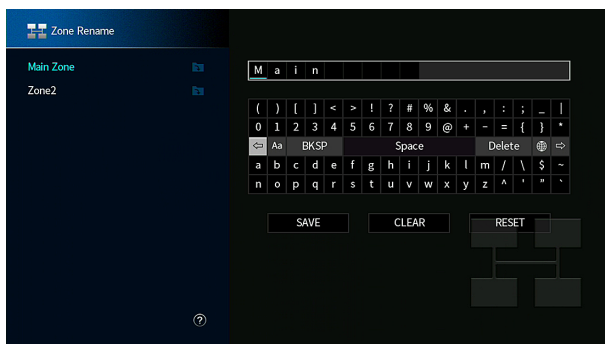 Zone Rename
Main Zone
Zone2
Main
( ) [ ] < > ! ? # % & . , : ; _ |
0 1 2 3 4 5 6 7 8 9 @ + - = { } *
⇦ Aa BKSP Space Delete ⇨
a b c d e f g h i j k l m / \ $ ~
n o p q r s t u v w x y z ^ ' " `
SAVE CLEAR RESET
?